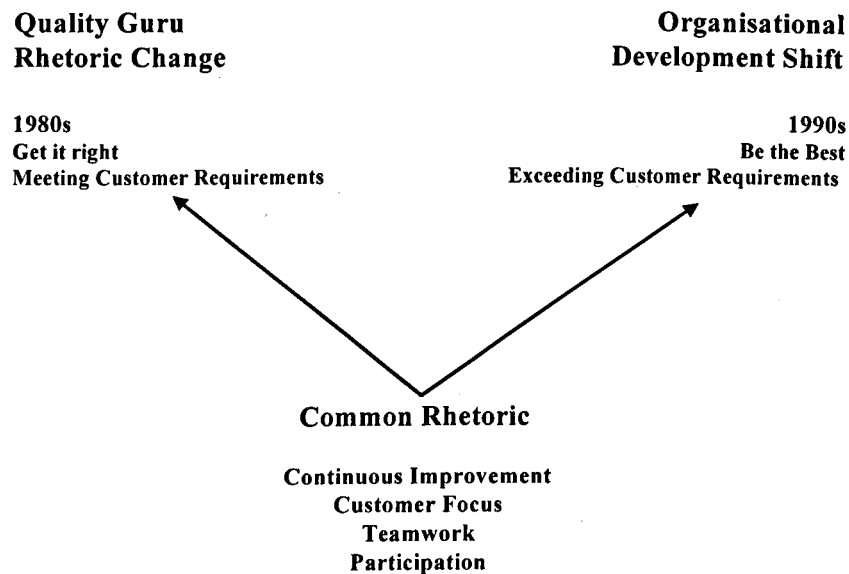 Quality Guru
Rhetoric Change
Organisational
Development Shift
1980s
Get it right
Meeting Customer Requirements
1990s
Be the Best
Exceeding Customer Requirements
Common Rhetoric
Continuous Improvement
Customer Focus
Teamwork
Participation